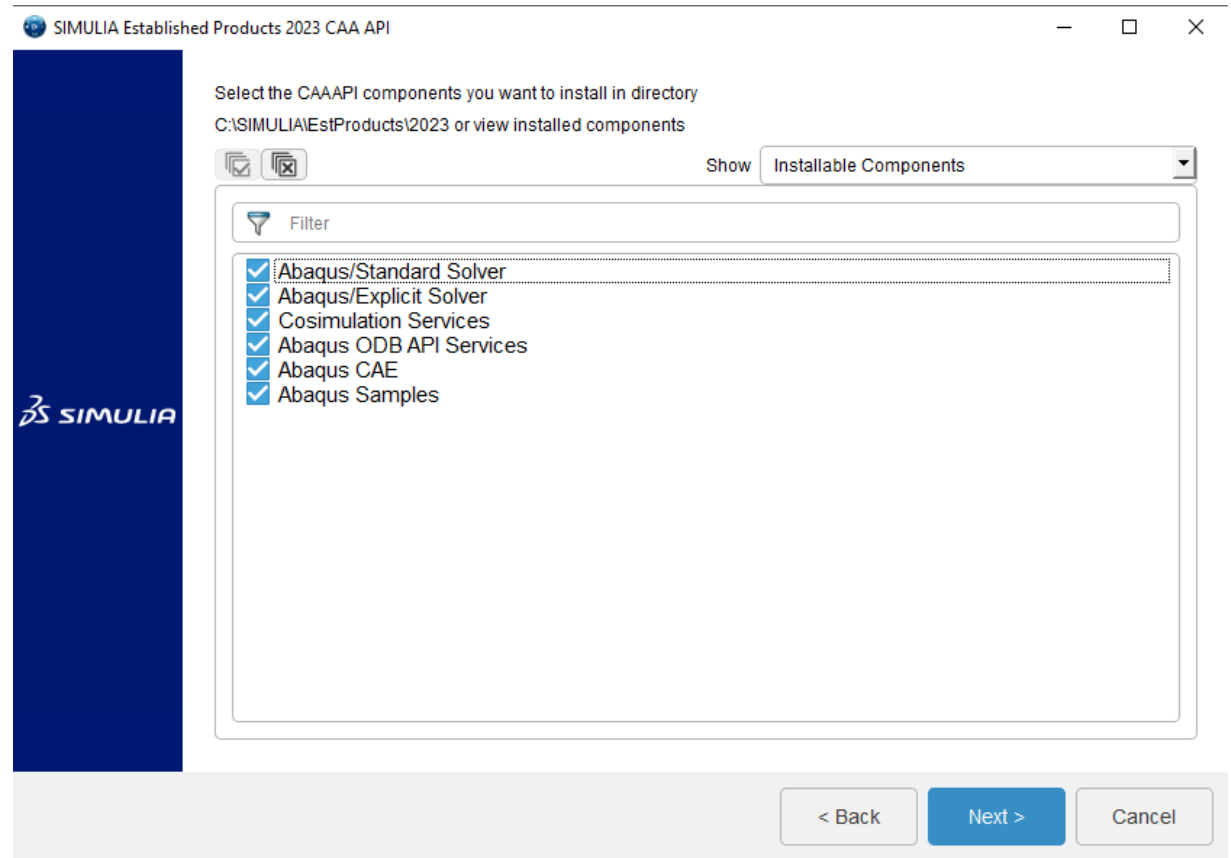 SIMULIA Established Products 2023 CAA API
Select the CAAAPI components you want to install in directory
C:\SIMULIA\EstProducts\2023 or view installed components
Show Installable Components
Filter
Abaqus/Standard Solver
Abaqus/Explicit Solver
Cosimulation Services
Abaqus ODB API Services
Abaqus CAE
Abaqus Samples
SIMULIA
< Back Next > Cancel